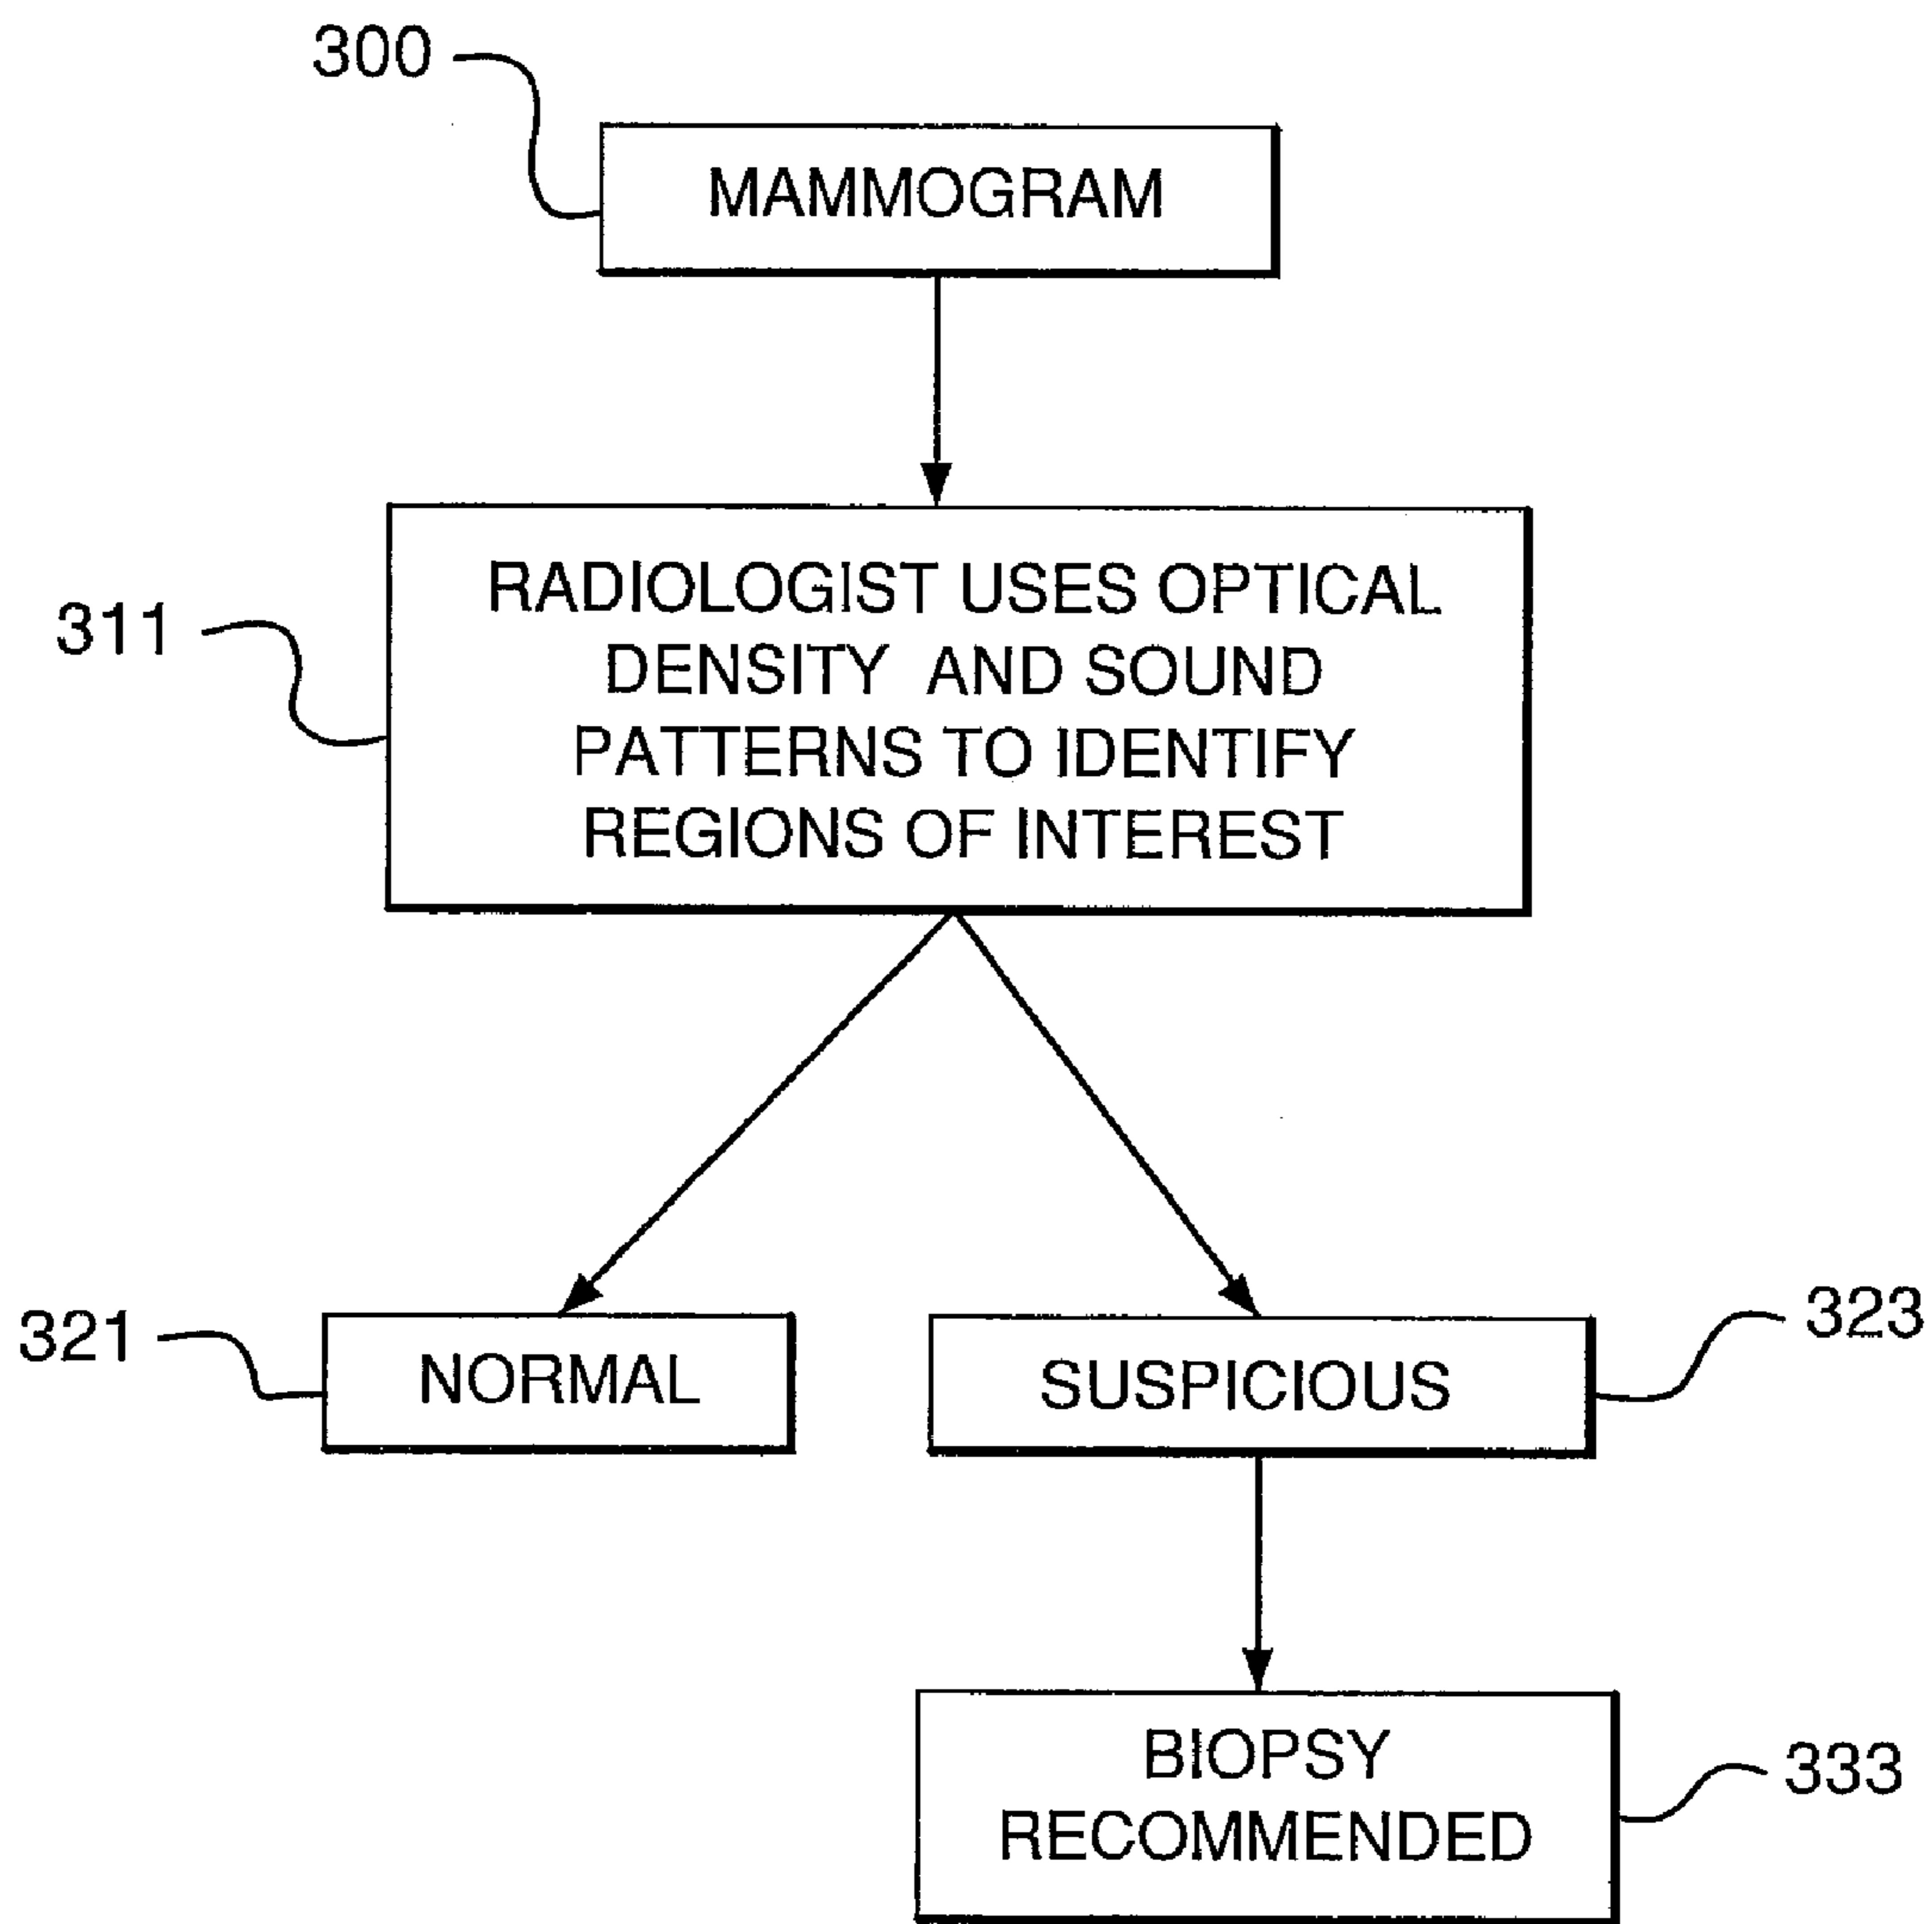 300
MAMMOGRAM
311
RADIOLOGIST USES OPTICAL
DENSITY AND SOUND
PATTERNS TO IDENTIFY
REGIONS OF INTEREST
321
NORMAL
SUSPICIOUS
323
BIOPSY
RECOMMENDED
333